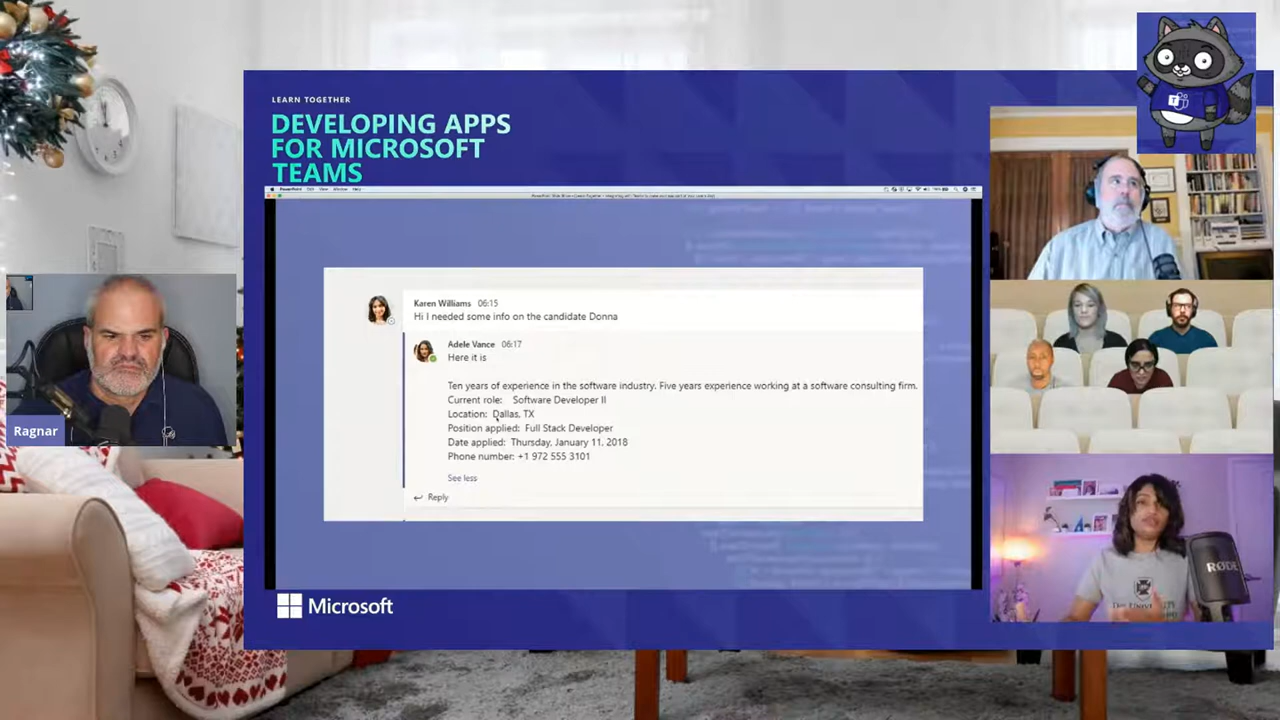 LEARN TOGETHER
DEVELOPING APPS
FOR MICROSOFT
TEAMS
Karen Williams 06:15
Hi I needed some info on the candidate Donna
Adele Vance 06:17
Here it is
Ten years of experience in the software industry. Five years experience working at a software consulting firm.
Current role: Software Developer II
Location: Dallas, TX
Position applied: Full Stack Developer
Date applied: Thursday, January 11, 2018
Phone number: +1 972 555 3101
See less
Reply
Ragnar
Microsoft
RØDE